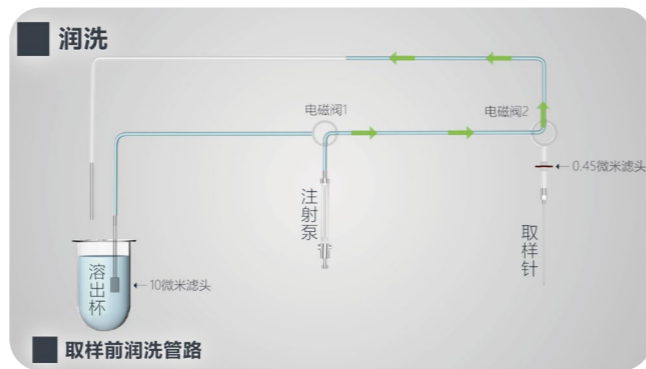 润洗
电磁阀1
电磁阀2
←0.45微米滤头
注射泵
取样针
溶出杯
←10微米滤头
取样前润洗管路